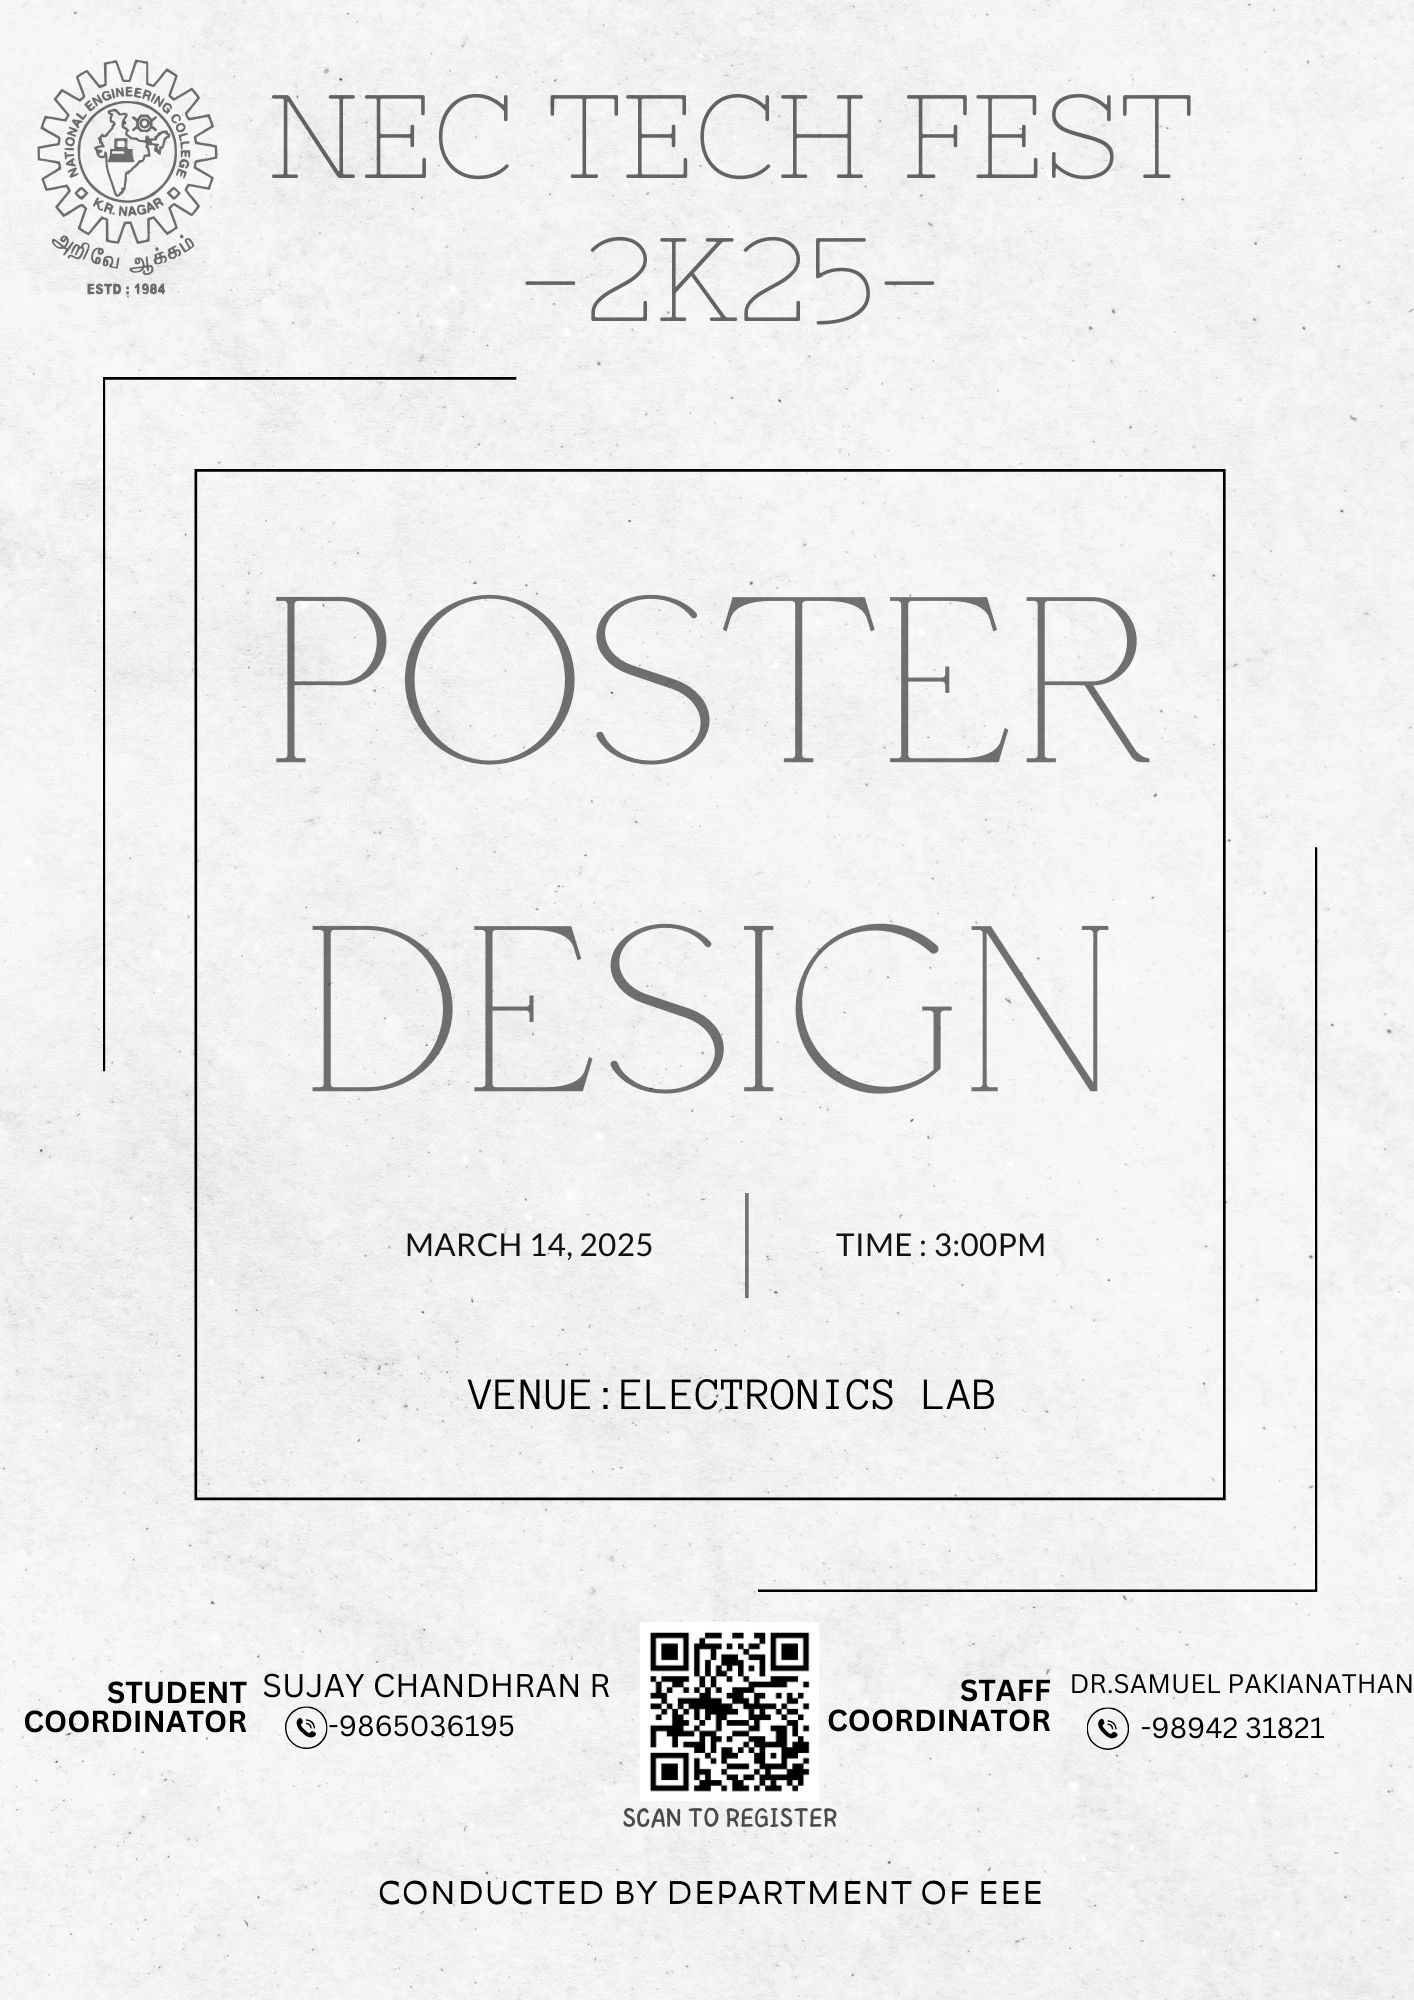 NATIONAL ENGINEERING COLLEGE
K.R. NAGAR
அறிவே ஆக்கம்
ESTD : 1984
NEC TECH FEST
-2K25-
POSTER
DESIGN
MARCH 14, 2025
TIME : 3:00PM
VENUE:ELECTRONICS LAB
STUDENT
COORDINATOR
SUJAY CHANDHRAN R
-9865036195
STAFF
COORDINATOR
DR.SAMUEL PAKIANATHAN
-98942 31821
SCAN TO REGISTER
CONDUCTED BY DEPARTMENT OF EEE